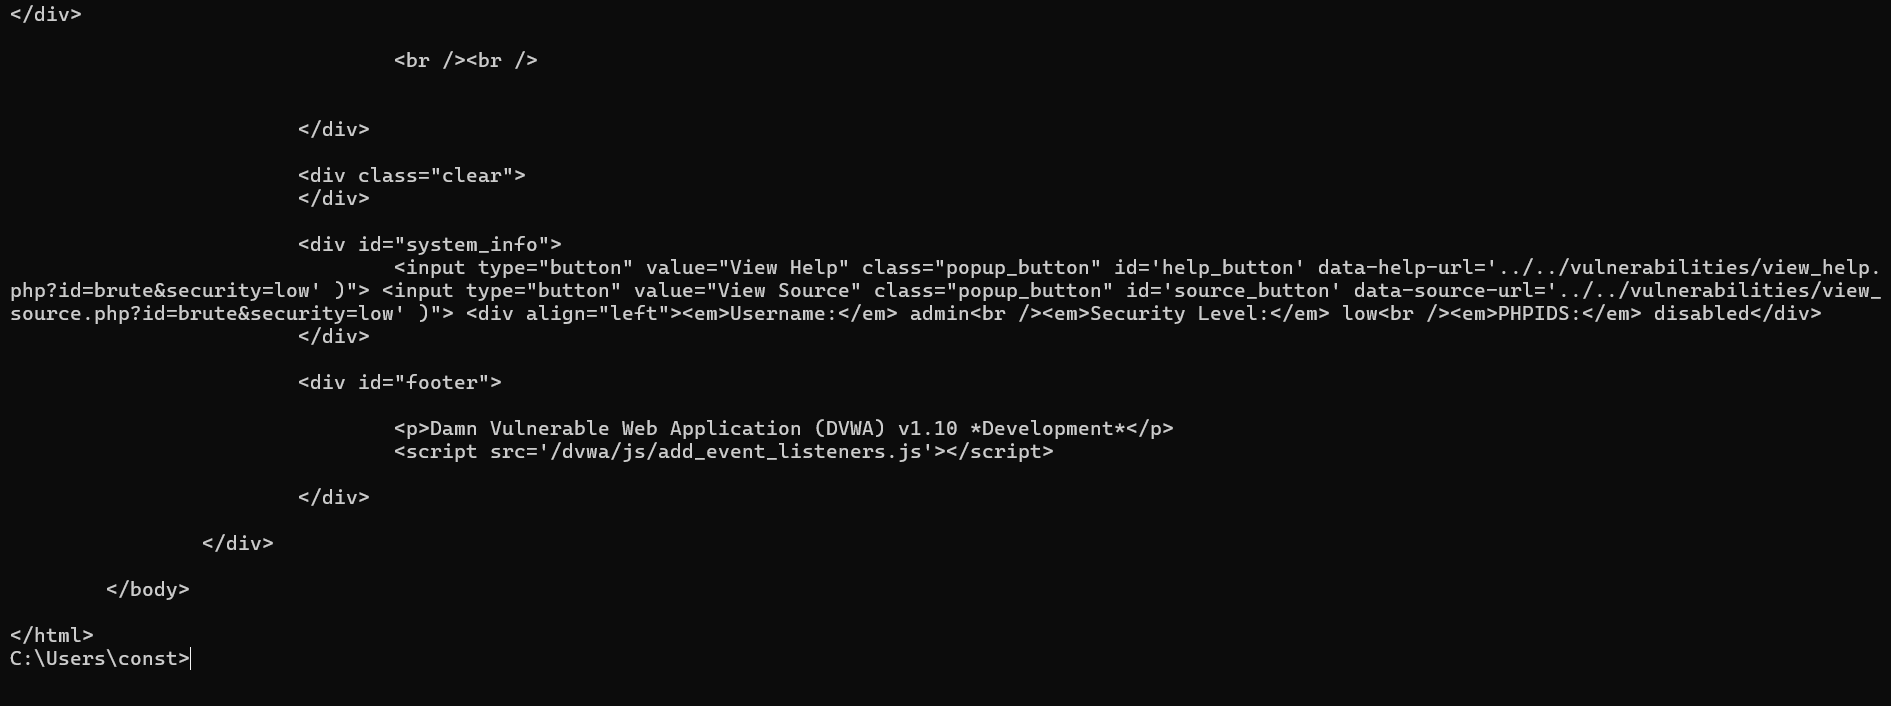 </div>
<br /><br />
</div>
<div class="clear">
</div>
<div id="system_info">
<input type="button" value="View Help" class="popup_button" id='help_button' data-help-url='../../vulnerabilities/view_help.
php?id=brute&security=low' )"> <input type="button" value="View Source" class="popup_button" id='source_button' data-source-url='../../vulnerabilities/view_
source.php?id=brute&security=low' )"> <div align="left"><em>Username:</em> admin<br /><em>Security Level:</em> low<br /><em>PHPIDS:</em> disabled</div>
</div>
<div id="footer">
<p>Damn Vulnerable Web Application (DVWA) v1.10 *Development*</p>
<script src='/dvwa/js/add_event_listeners.js'></script>
</div>
</div>
</body>
</html>
C:\Users\const>